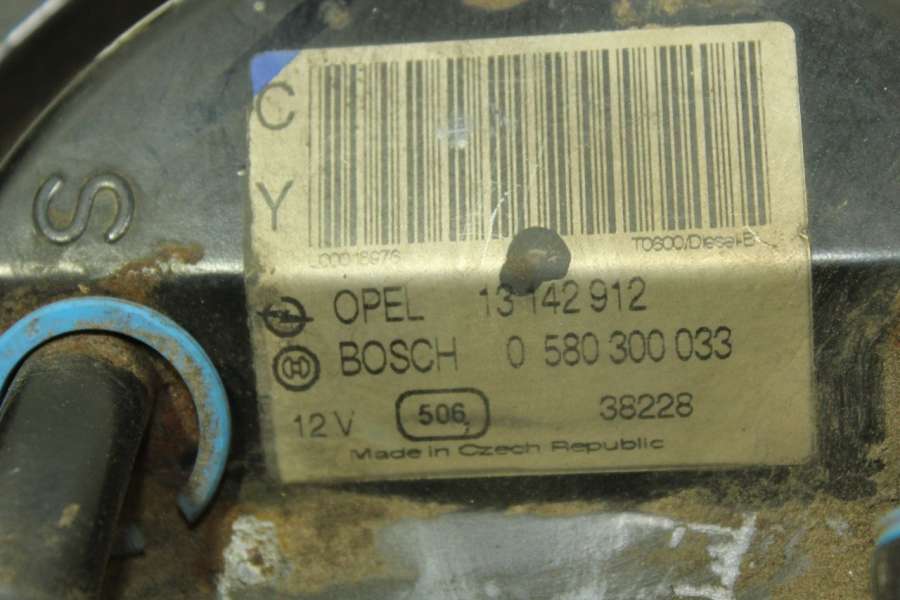 C
Y
S
T0600/Diesel-B
OPEL 13 142 912
BOSCH 0 580 300 033
12 V 506, 38228
Made in Czech Republic